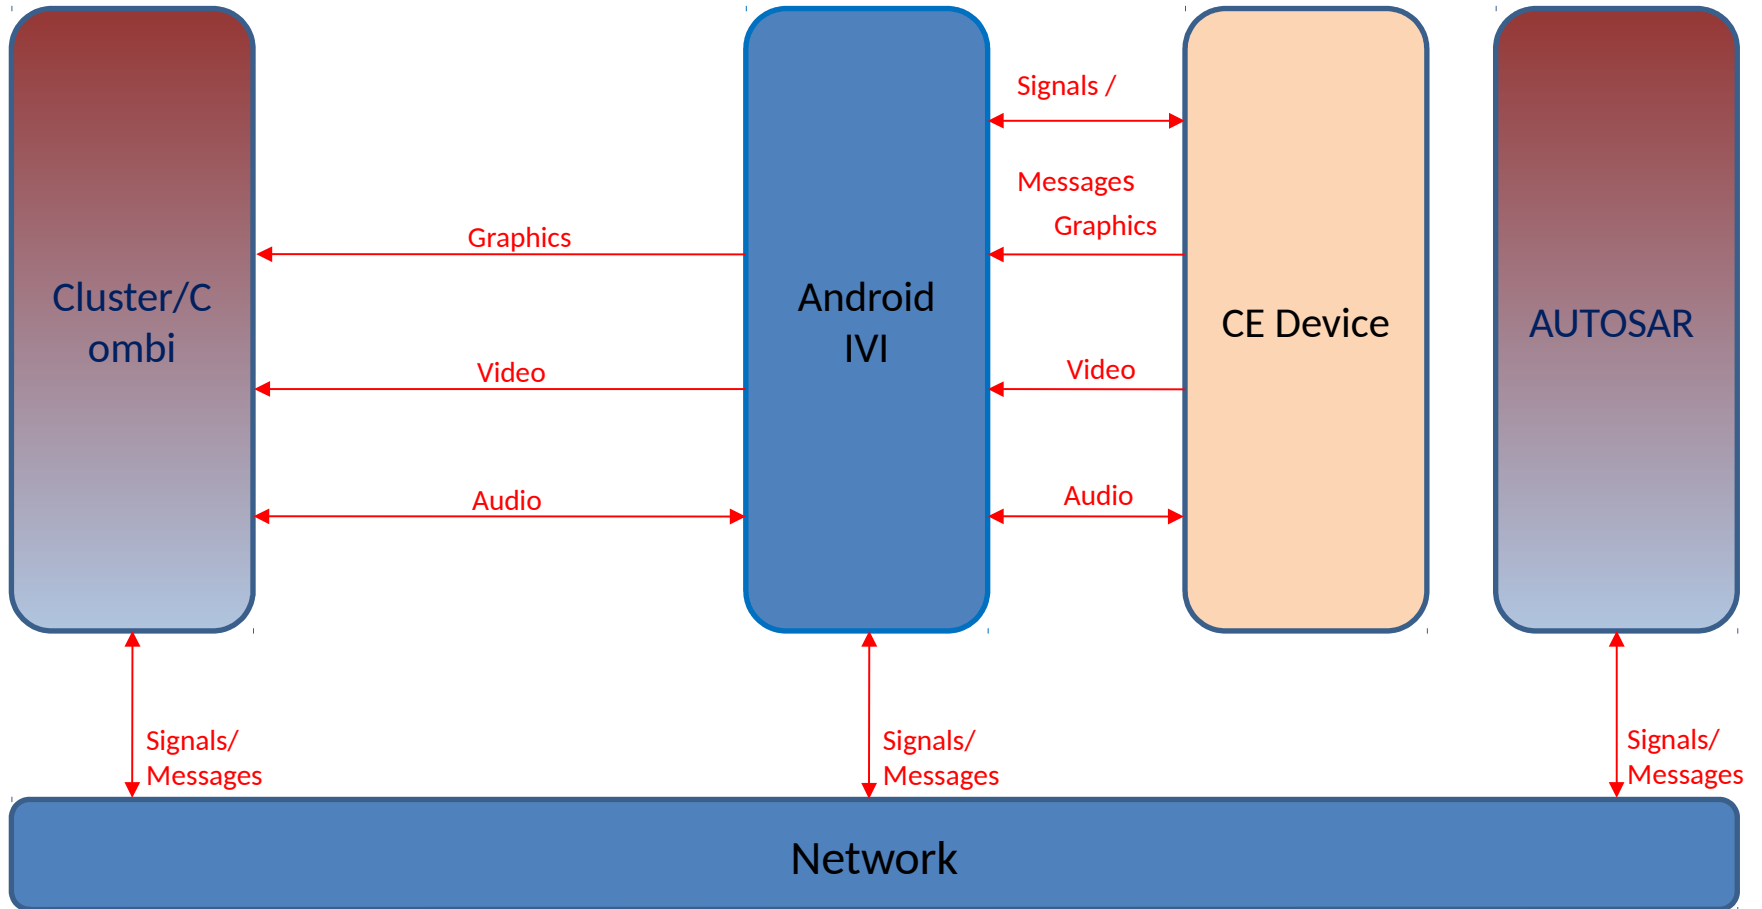 Signals /
Messages
Graphics
Graphics
Cluster/C
ombi
Android
IVI
CE Device
AUTOSAR
Video
Video
Audio
Audio
Signals/
Messages
Signals/
Messages
Signals/
Messages
Network